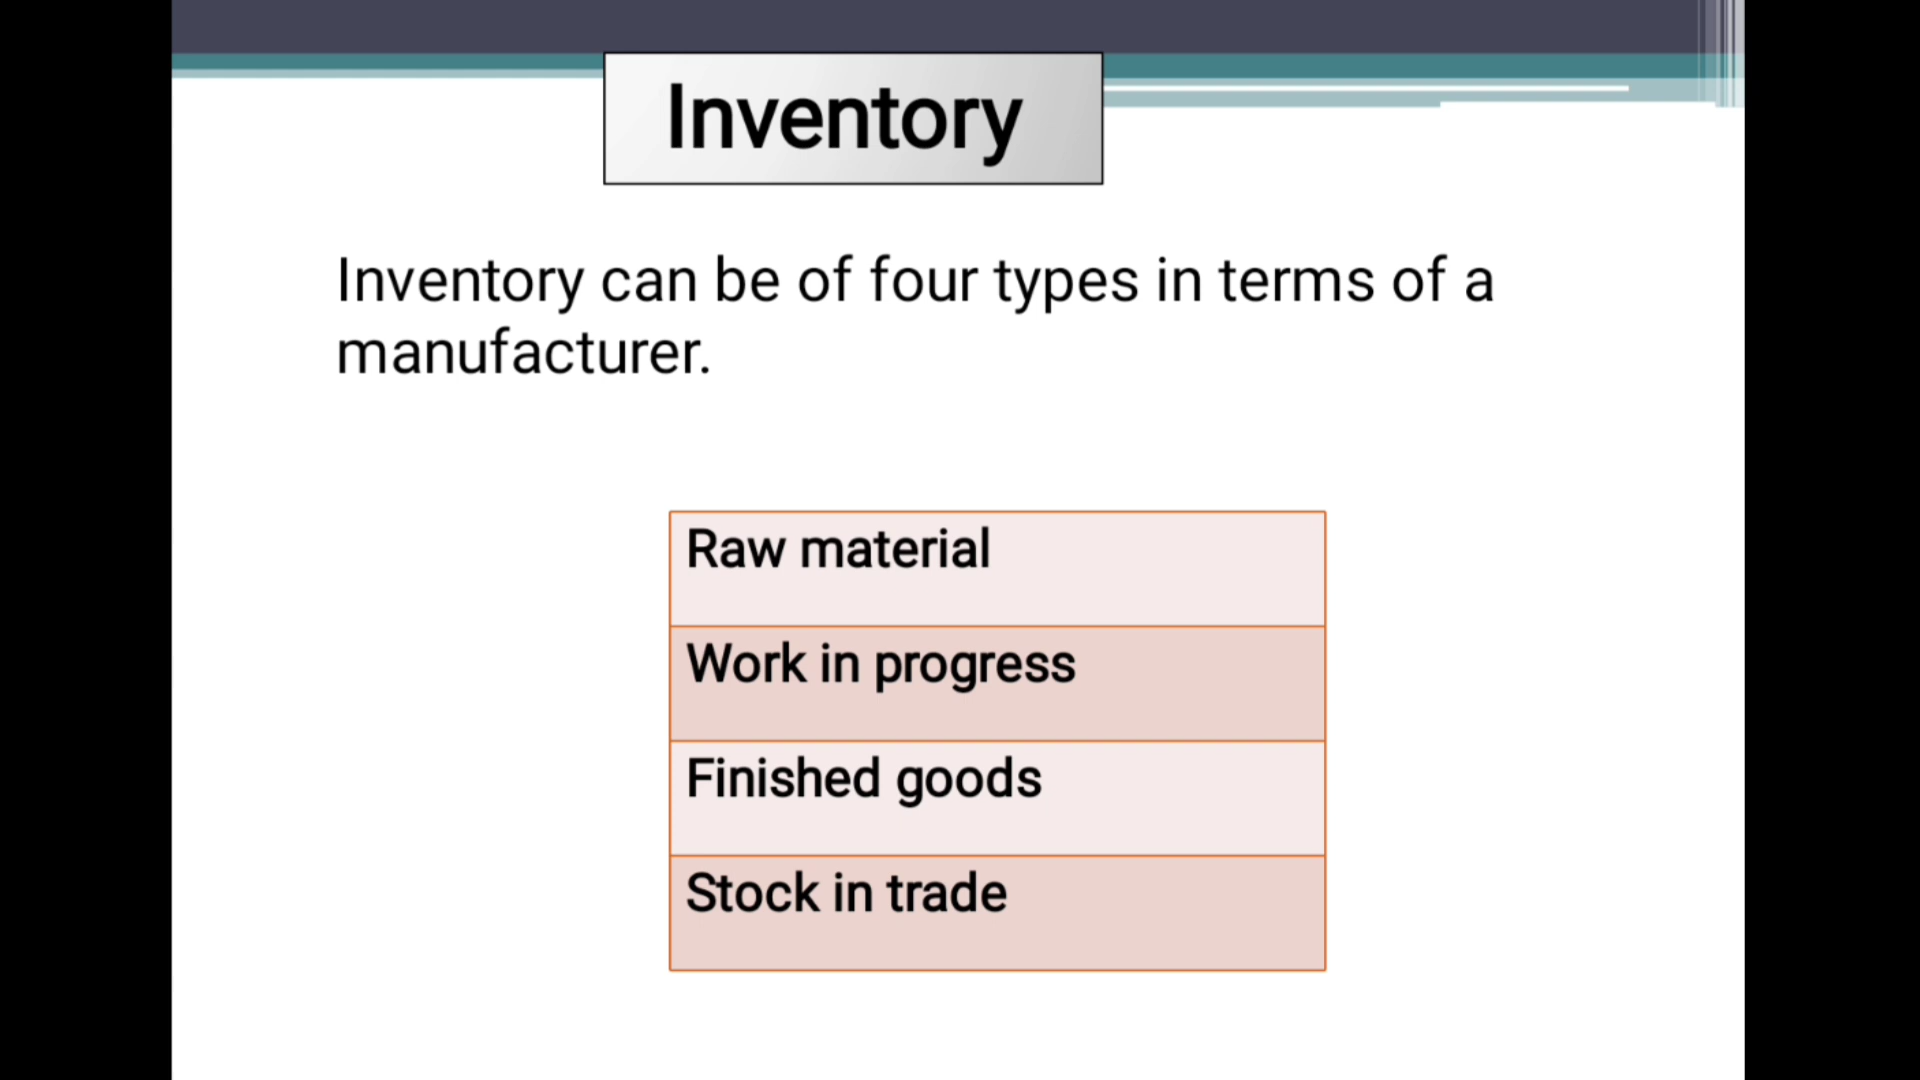 Inventory
Inventory can be of four types in terms of a
manufacturer.
Raw material
Work in progress
Finished goods
Stock in trade